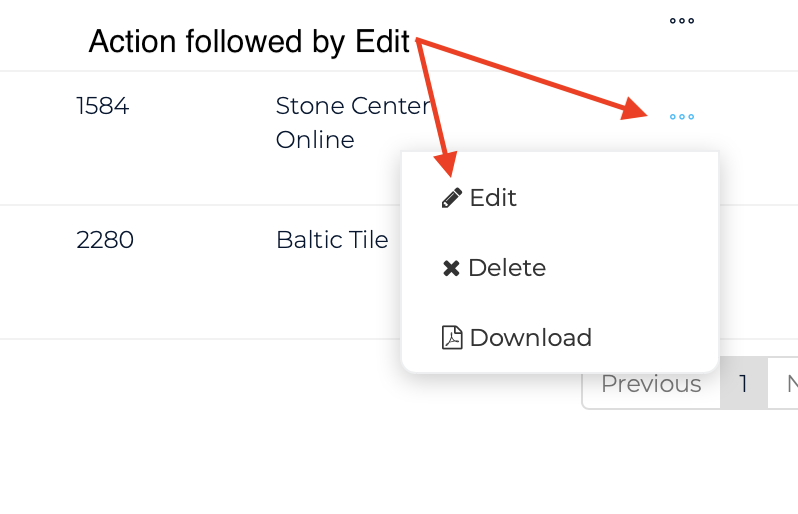 Action followed by Edit
1584
Stone Center
Online
Edit
2280
Baltic Tile
Delete
Download
Previous
1